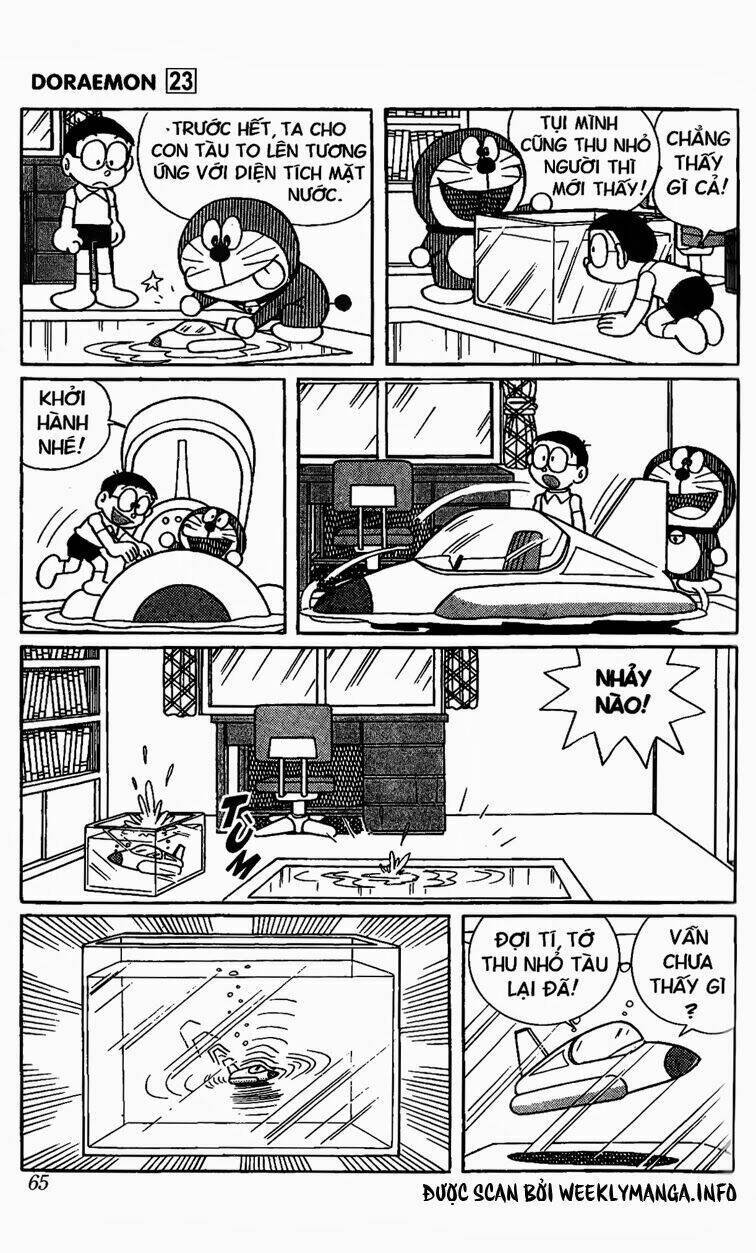 DORAEMON 23
TRƯỚC HẾT, TA CHO
CON TÀU TO LÊN TƯƠNG
ỨNG VỚI DIỆN TÍCH MẶT
NƯỚC.
TỤI MÌNH
CŨNG THU NHỎ
NGƯỜI THÌ
MỚI THẤY!
CHẲNG
THẤY
GÌ CẢ!
KHỞI
HÀNH
NHÉ!
NHẢY
NÀO!
TÙM
ĐỢI TÍ, TỚ
THU NHỎ TẦU
LẠI ĐÃ!
VẤN
CHƯA
THẤY GÌ
?
65
ĐƯỢC SCAN BỞI WEEKLYMANGA.INFO